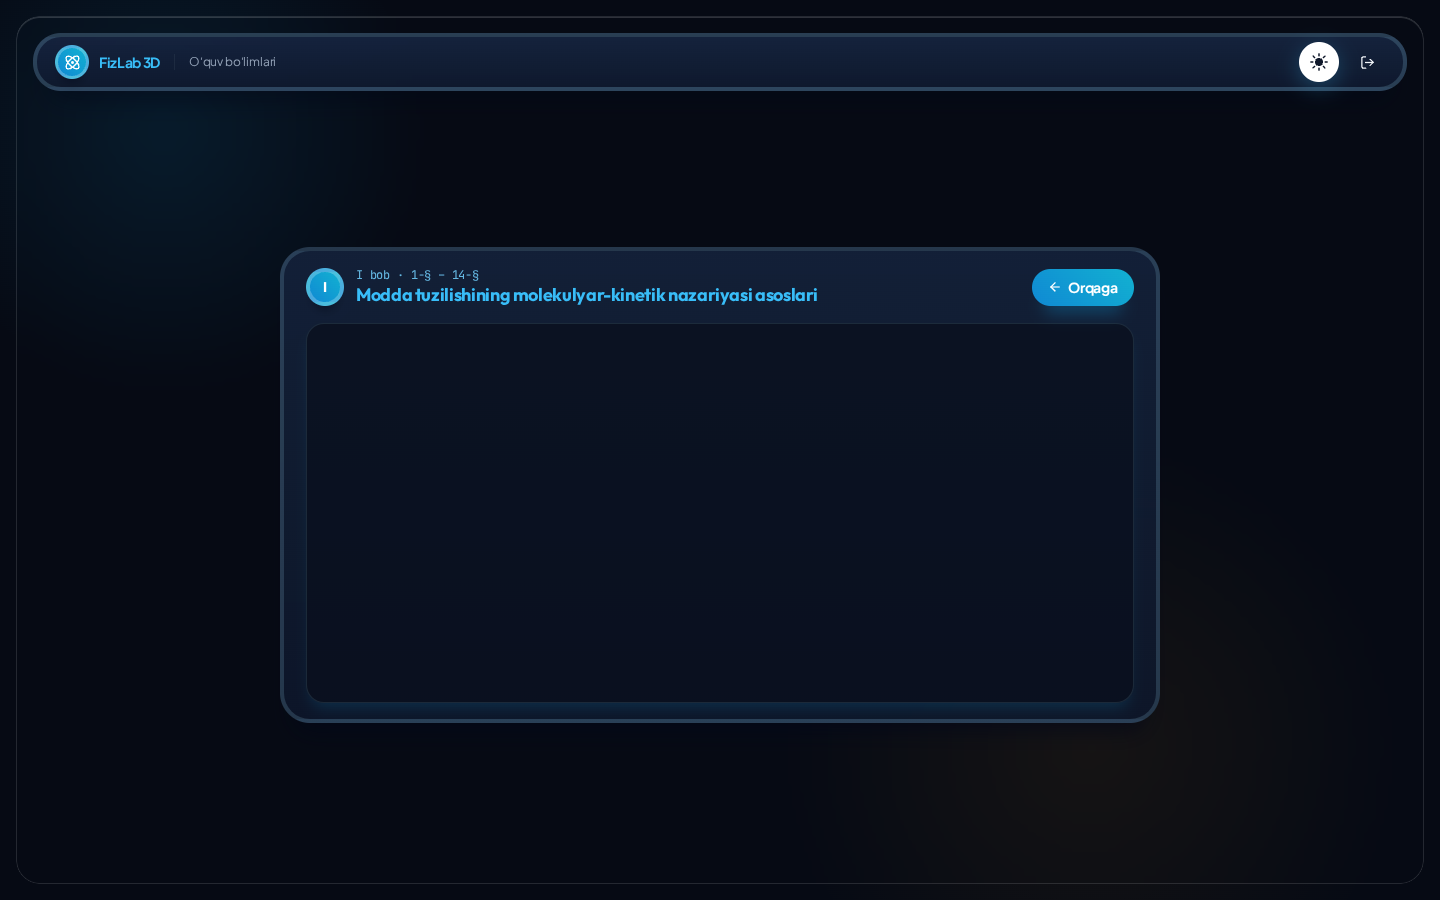 FizLab 3D
O'quv bo'limlari
I
I bob · 1-§ – 14-§
Modda tuzilishining molekulyar-kinetik nazariyasi asoslari
← Orqaga